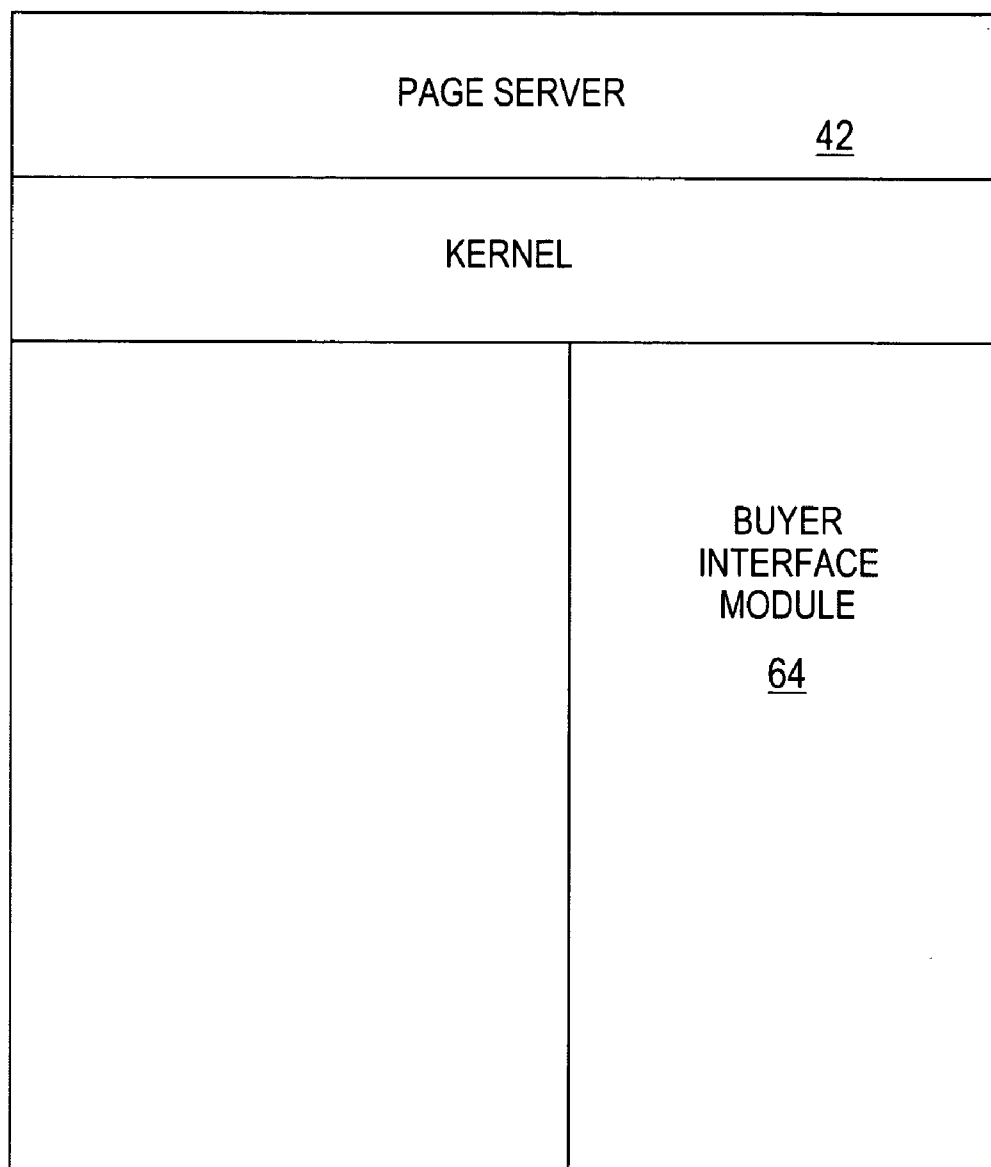 PAGE SERVER
42
KERNEL
BUYER
INTERFACE
MODULE
64